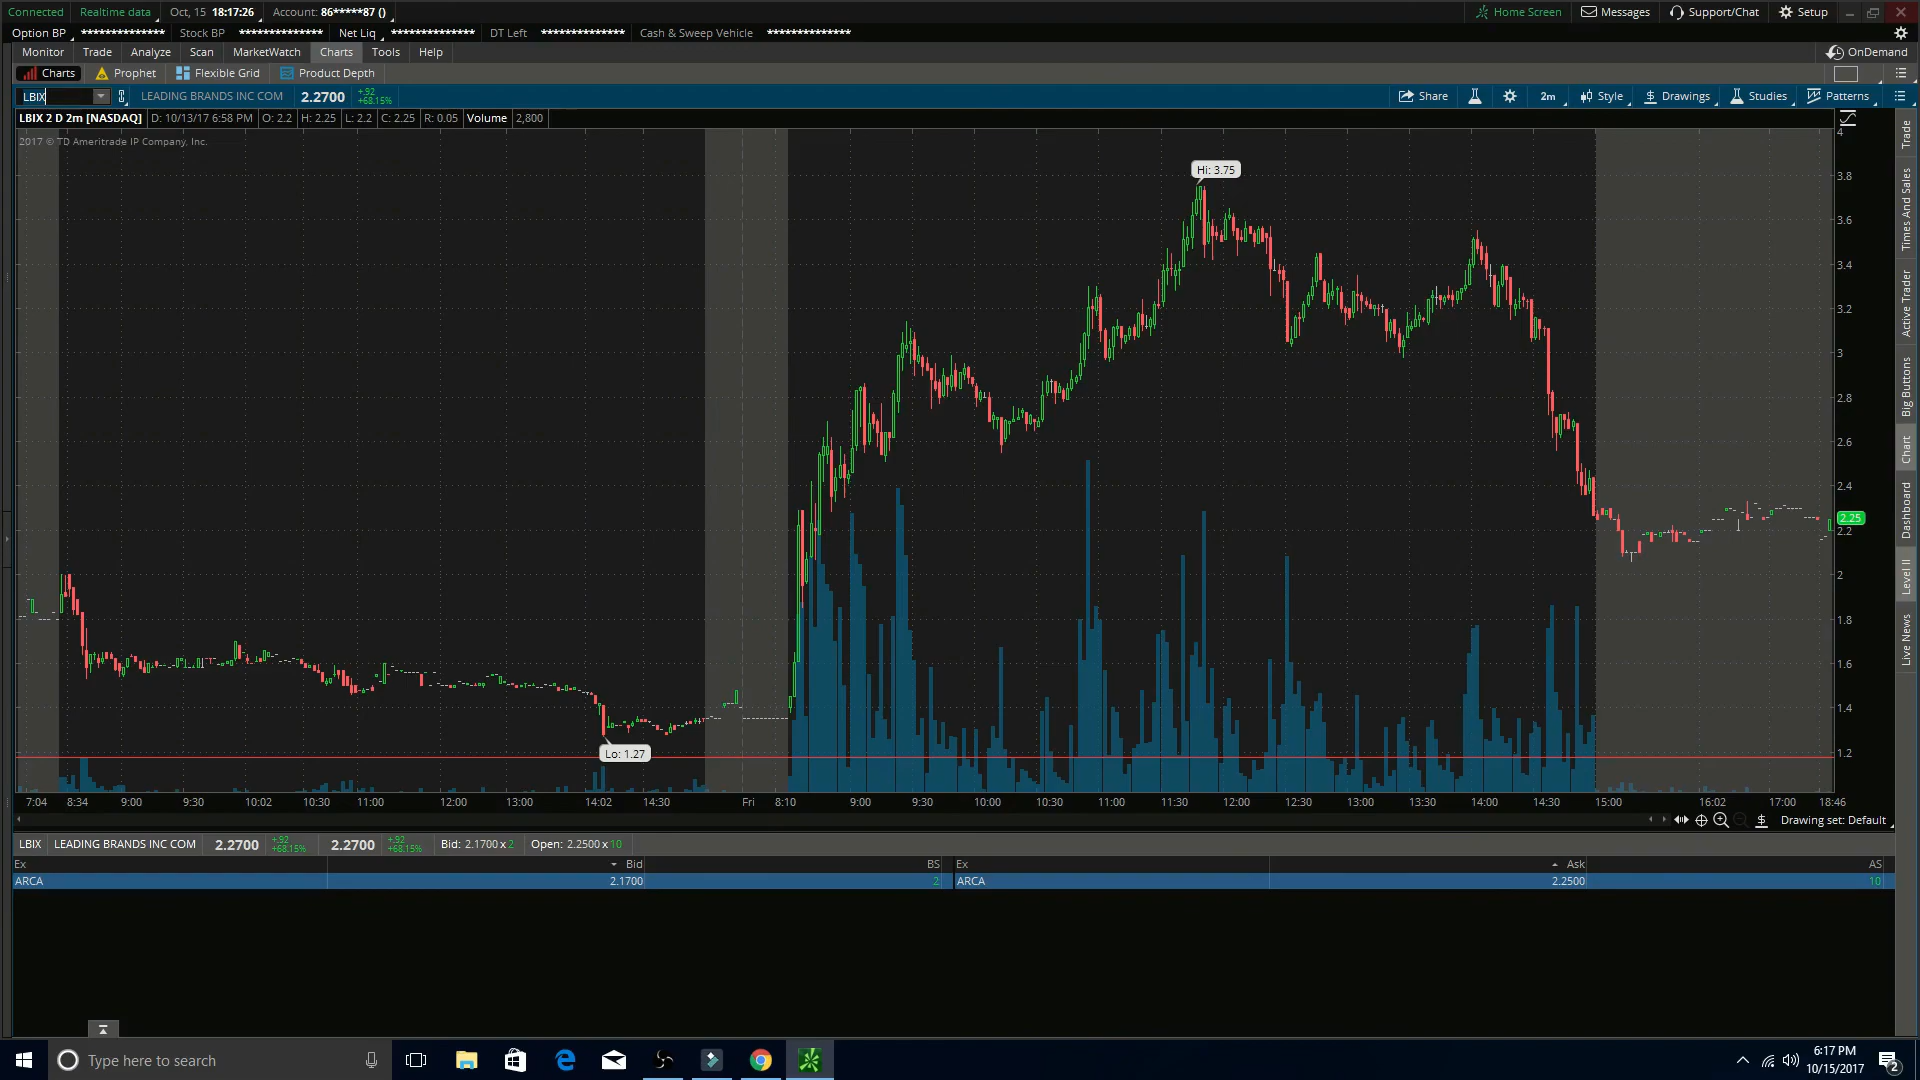 Connected Realtime data Oct, 15 18:17:26 Account: 86*****87 () Home Screen Messages Support/Chat Setup
Option BP ************** Stock BP ************** Net Liq ************** DT Left ************** Cash & Sweep Vehicle **************
Monitor Trade Analyze Scan MarketWatch Charts Tools Help OnDemand
Charts Prophet Flexible Grid Product Depth
LBIX LEADING BRANDS INC COM 2.2700 +.92 +68.15% Share 2m Style Drawings Studies Patterns
LBIX 2 D 2m [NASDAQ] D: 10/13/17 6:58 PM O: 2.2 H: 2.25 L: 2.2 C: 2.25 R: 0.05 Volume 2,800
2017 © TD Ameritrade IP Company, Inc.
Hi: 3.75
Lo: 1.27
4
3.8
3.6
3.4
3.2
3
2.8
2.6
2.4
2.25
2.2
2
1.8
1.6
1.4
1.2
Trade
Times And Sales
Active Trader
Big Buttons
Chart
Dashboard
Level II
Live News
7:04 8:34 9:00 9:30 10:02 10:30 11:00 12:00 13:00 14:02 14:30 Fri 8:10 9:00 9:30 10:00 10:30 11:00 11:30 12:00 12:30 13:00 13:30 14:00 14:30 15:00 16:02 17:00 18:46
Drawing set: Default
LBIX LEADING BRANDS INC COM 2.2700 +.92 +68.15% 2.2700 +.92 +68.15% Bid: 2.1700 x 2 Open: 2.2500 x 10
Ex Bid BS Ex Ask AS
ARCA 2.1700 2 ARCA 2.2500 10
Type here to search
6:17 PM
10/15/2017
2